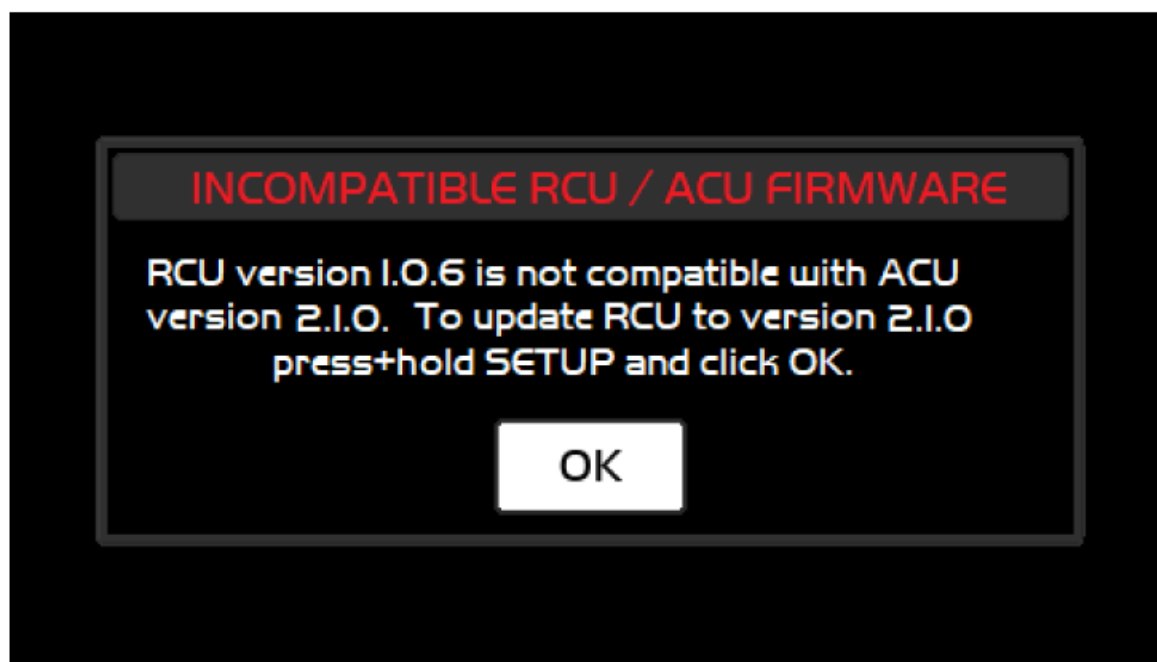 INCOMPATIBLE RCU / ACU FIRMWARE
RCU version 1.0.6 is not compatible with ACU
version 2.1.0.  To update RCU to version 2.1.0
press+hold SETUP and click OK.
OK